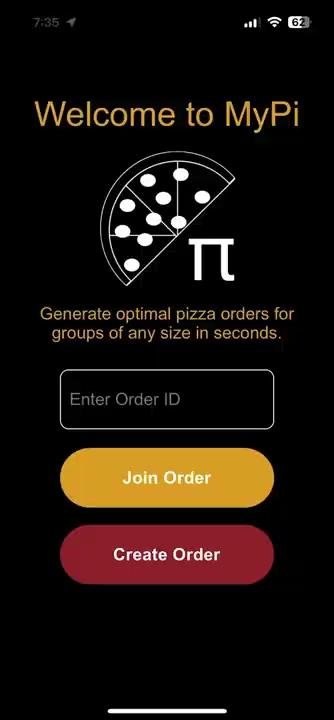 7:35
62
Welcome to MyPi
π
Generate optimal pizza orders for
groups of any size in seconds.
Enter Order ID
Join Order
Create Order